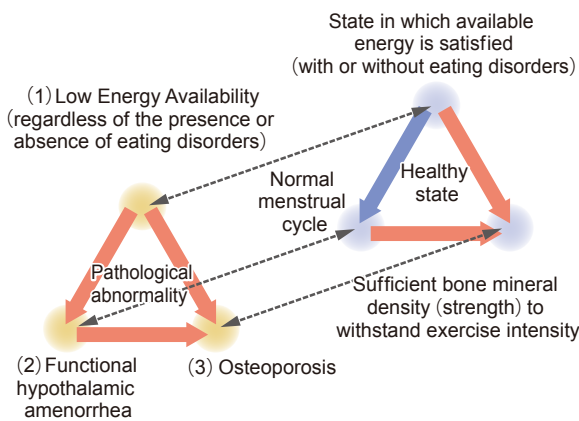 State in which available
energy is satisfied
(with or without eating disorders)
(1) Low Energy Availability
(regardless of the presence or
absence of eating disorders)
Normal
menstrual
cycle
Healthy
state
Pathological
abnormality
Sufficient bone mineral
density (strength) to
withstand exercise intensity
(2) Functional
hypothalamic
amenorrhea
(3) Osteoporosis